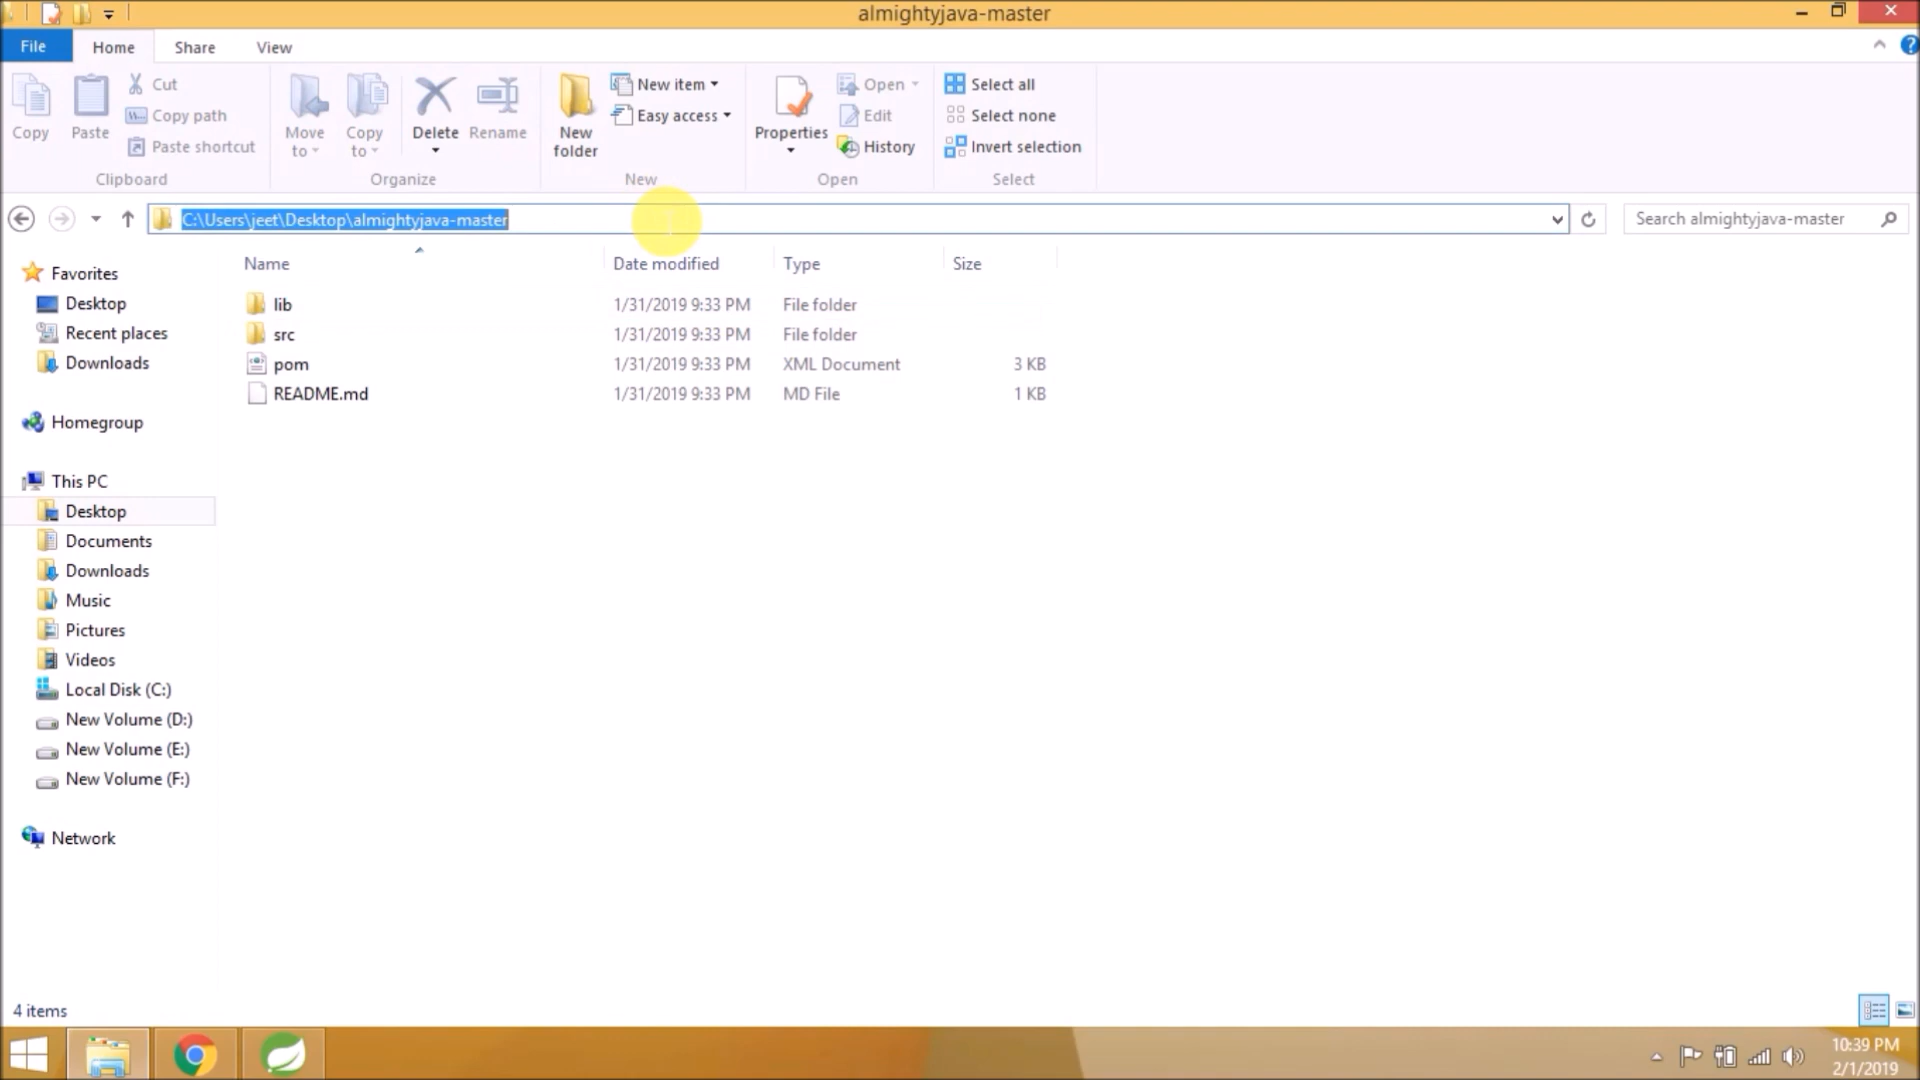 almightyjava-master
File Home Share View
Copy
Paste
Cut
Copy path
Paste shortcut
Clipboard
Move to
Copy to
Delete
Rename
Organize
New folder
New item
Easy access
New
Properties
Open
Edit
History
Open
Select all
Select none
Invert selection
Select
C:\Users\jeet\Desktop\almightyjava-master
Search almightyjava-master
Name Date modified Type Size
lib 1/31/2019 9:33 PM File folder
src 1/31/2019 9:33 PM File folder
pom 1/31/2019 9:33 PM XML Document 3 KB
README.md 1/31/2019 9:33 PM MD File 1 KB
Favorites
Desktop
Recent places
Downloads
Homegroup
This PC
Desktop
Documents
Downloads
Music
Pictures
Videos
Local Disk (C:)
New Volume (D:)
New Volume (E:)
New Volume (F:)
Network
4 items
10:39 PM
2/1/2019